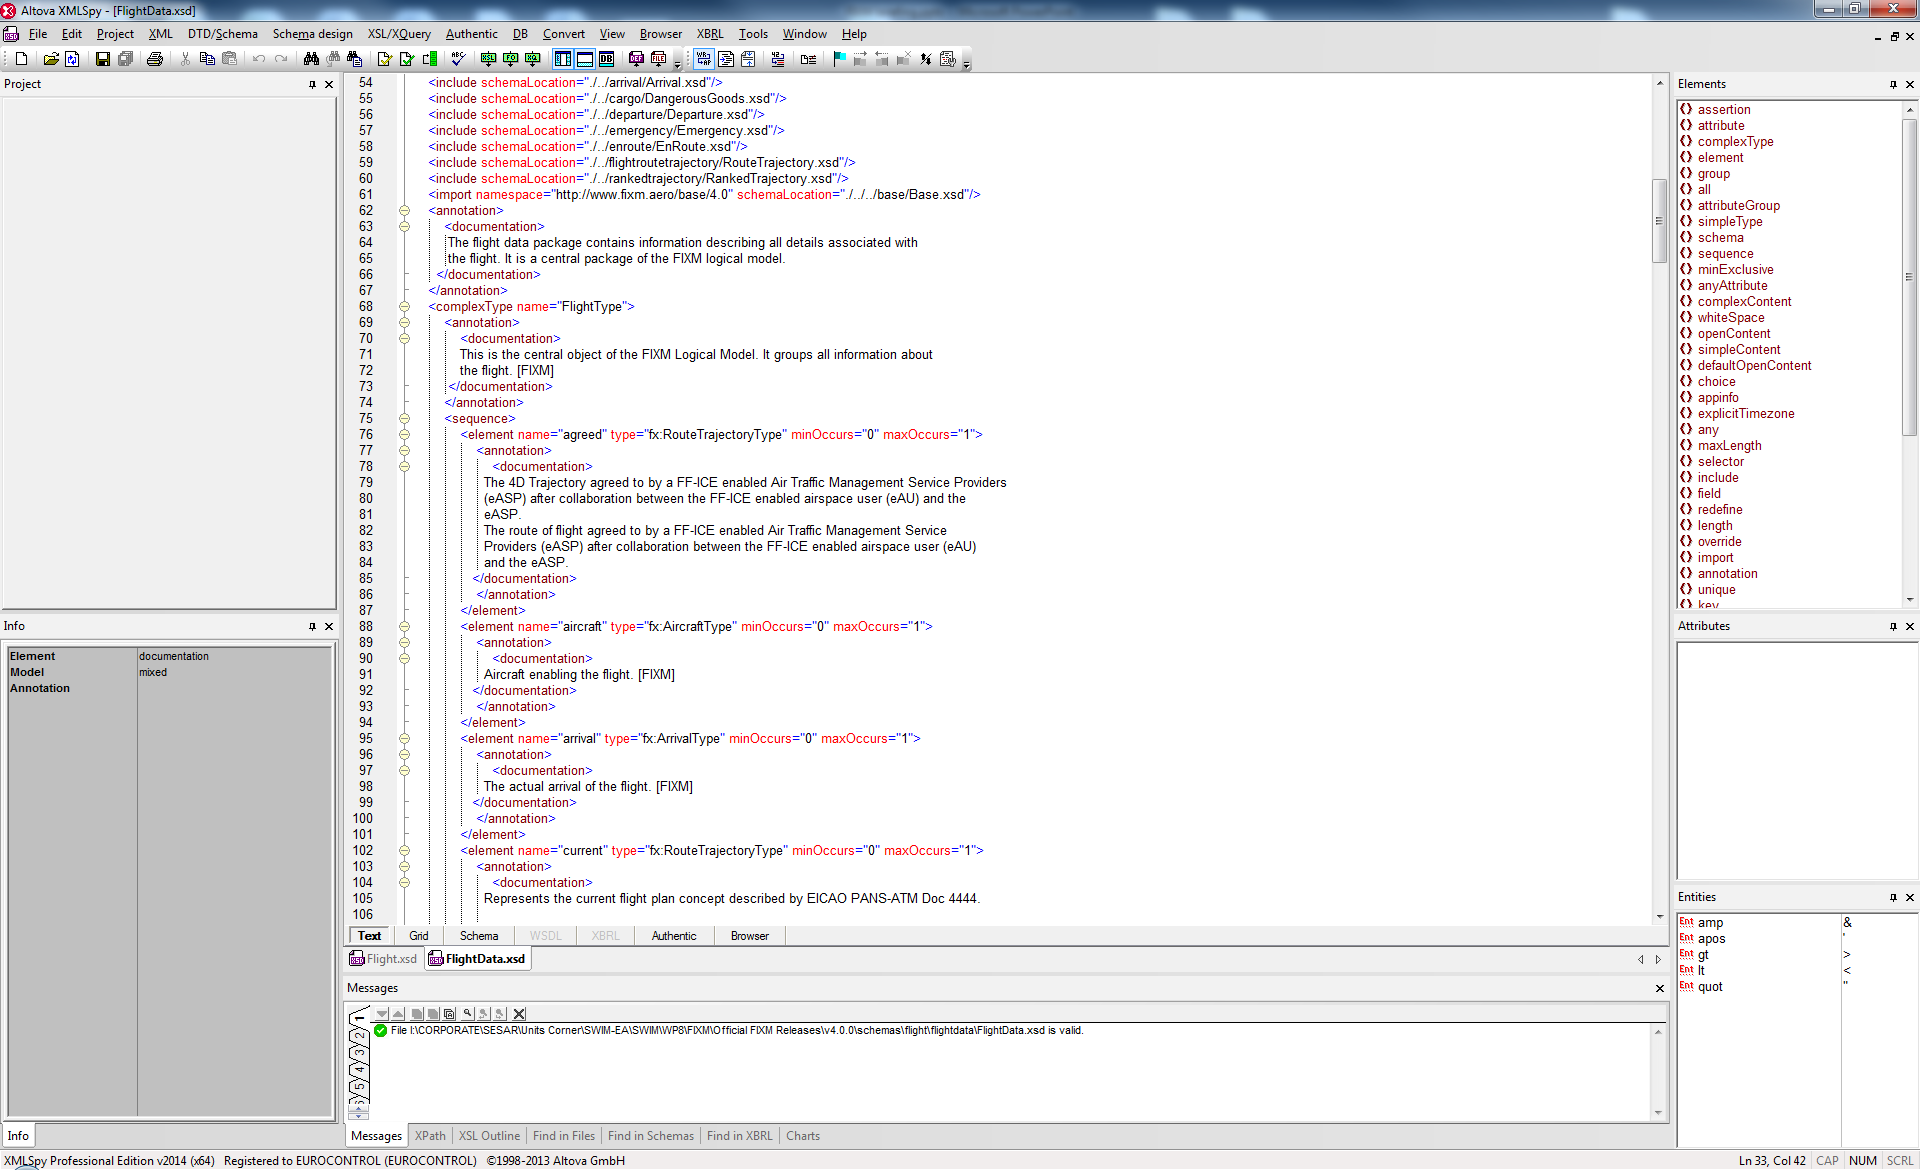 Altova XMLSpy - [FlightData.xsd]
File Edit Project XML DTD/Schema Schema design XSL/XQuery Authentic DB Convert View Browser XBRL Tools Window Help
Project
54 <include schemaLocation="./../arrival/Arrival.xsd"/>
55 <include schemaLocation="./../cargo/DangerousGoods.xsd"/>
56 <include schemaLocation="./../departure/Departure.xsd"/>
57 <include schemaLocation="./../emergency/Emergency.xsd"/>
58 <include schemaLocation="./../enroute/EnRoute.xsd"/>
59 <include schemaLocation="./../flightroutetrajectory/RouteTrajectory.xsd"/>
60 <include schemaLocation="./../rankedtrajectory/RankedTrajectory.xsd"/>
61 <import namespace="http://www.fixm.aero/base/4.0" schemaLocation="./../../base/Base.xsd"/>
62 <annotation>
63 <documentation>
64 The flight data package contains information describing all details associated with
65 the flight. It is a central package of the FIXM logical model.
66 </documentation>
67 </annotation>
68 <complexType name="FlightType">
69 <annotation>
70 <documentation>
71 This is the central object of the FIXM Logical Model. It groups all information about
72 the flight. [FIXM]
73 </documentation>
74 </annotation>
75 <sequence>
76 <element name="agreed" type="fx:RouteTrajectoryType" minOccurs="0" maxOccurs="1">
77 <annotation>
78 <documentation>
79 The 4D Trajectory agreed to by a FF-ICE enabled Air Traffic Management Service Providers
80 (eASP) after collaboration between the FF-ICE enabled airspace user (eAU) and the
81 eASP.
82 The route of flight agreed to by a FF-ICE enabled Air Traffic Management Service
83 Providers (eASP) after collaboration between the FF-ICE enabled airspace user (eAU)
84 and the eASP.
85 </documentation>
86 </annotation>
87 </element>
88 <element name="aircraft" type="fx:AircraftType" minOccurs="0" maxOccurs="1">
89 <annotation>
90 <documentation>
91 Aircraft enabling the flight. [FIXM]
92 </documentation>
93 </annotation>
94 </element>
95 <element name="arrival" type="fx:ArrivalType" minOccurs="0" maxOccurs="1">
96 <annotation>
97 <documentation>
98 The actual arrival of the flight. [FIXM]
99 </documentation>
100 </annotation>
101 </element>
102 <element name="current" type="fx:RouteTrajectoryType" minOccurs="0" maxOccurs="1">
103 <annotation>
104 <documentation>
105 Represents the current flight plan concept described by EICAO PANS-ATM Doc 4444.
106
Text Grid Schema WSDL XBRL Authentic Browser
Flight.xsd FlightData.xsd
Info
Element documentation
Model mixed
Annotation
Info
Messages
1
2
3
4
5
File I:\CORPORATE\SESAR\Units Corner\SWIM-EA\SWIM\WP8\FIXM\Official FIXM Releases\v4.0.0\schemas\flight\flightdata\FlightData.xsd is valid.
Messages XPath XSL Outline Find in Files Find in Schemas Find in XBRL Charts
Elements
assertion
attribute
complexType
element
group
all
attributeGroup
simpleType
schema
sequence
minExclusive
anyAttribute
complexContent
whiteSpace
openContent
simpleContent
defaultOpenContent
choice
appinfo
explicitTimezone
any
maxLength
selector
include
field
redefine
length
override
import
annotation
unique
key
Attributes
Entities
Ent amp &
Ent apos '
Ent gt >
Ent lt <
Ent quot "
XMLSpy Professional Edition v2014 (x64) Registered to EUROCONTROL (EUROCONTROL) ©1998-2013 Altova GmbH
Ln 33, Col 42 CAP NUM SCRL